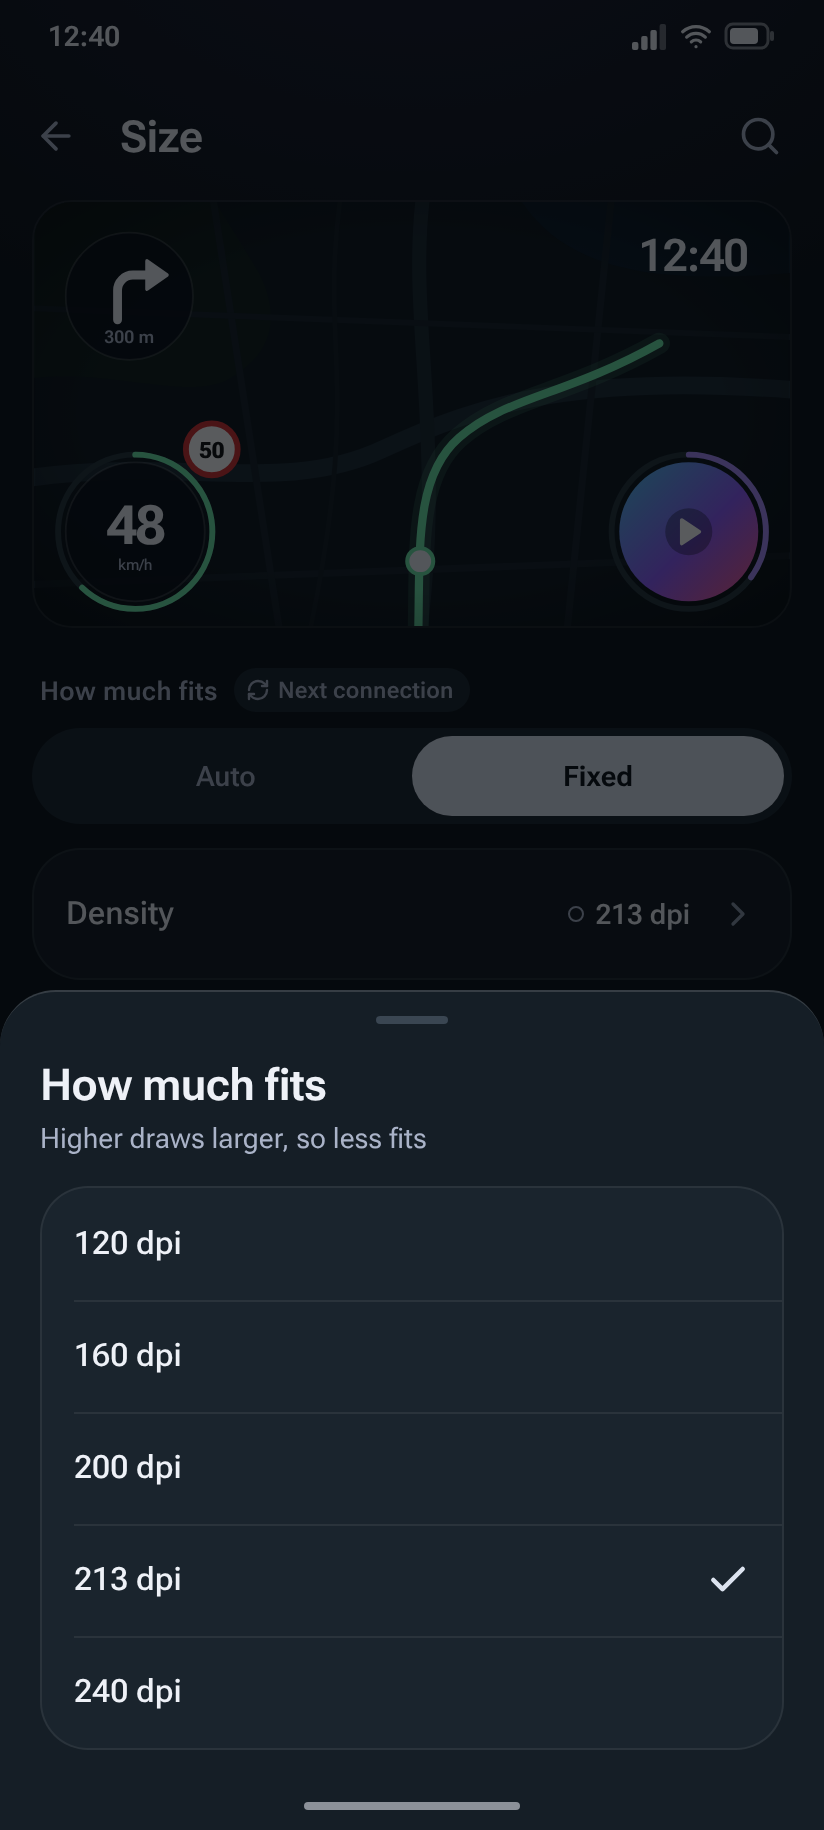 12:40
Size
300 m
12:40
50
48
km/h
How much fits
Next connection
Auto
Fixed
Density
213 dpi
How much fits
Higher draws larger, so less fits
120 dpi
160 dpi
200 dpi
213 dpi
240 dpi